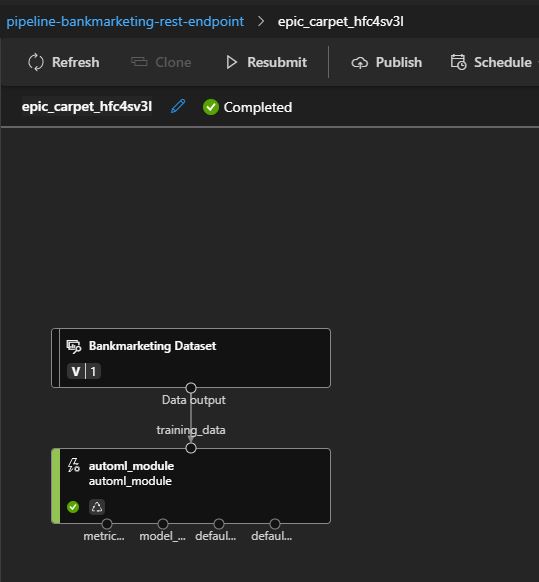 pipeline-bankmarketing-rest-endpoint > epic_carpet_hfc4sv3l
Refresh Clone Resubmit Publish Schedule
epic_carpet_hfc4sv3l Completed
Bankmarketing Dataset
V 1
Data output
training_data
automl_module
automl_module
metric... model_... defaul... defaul...